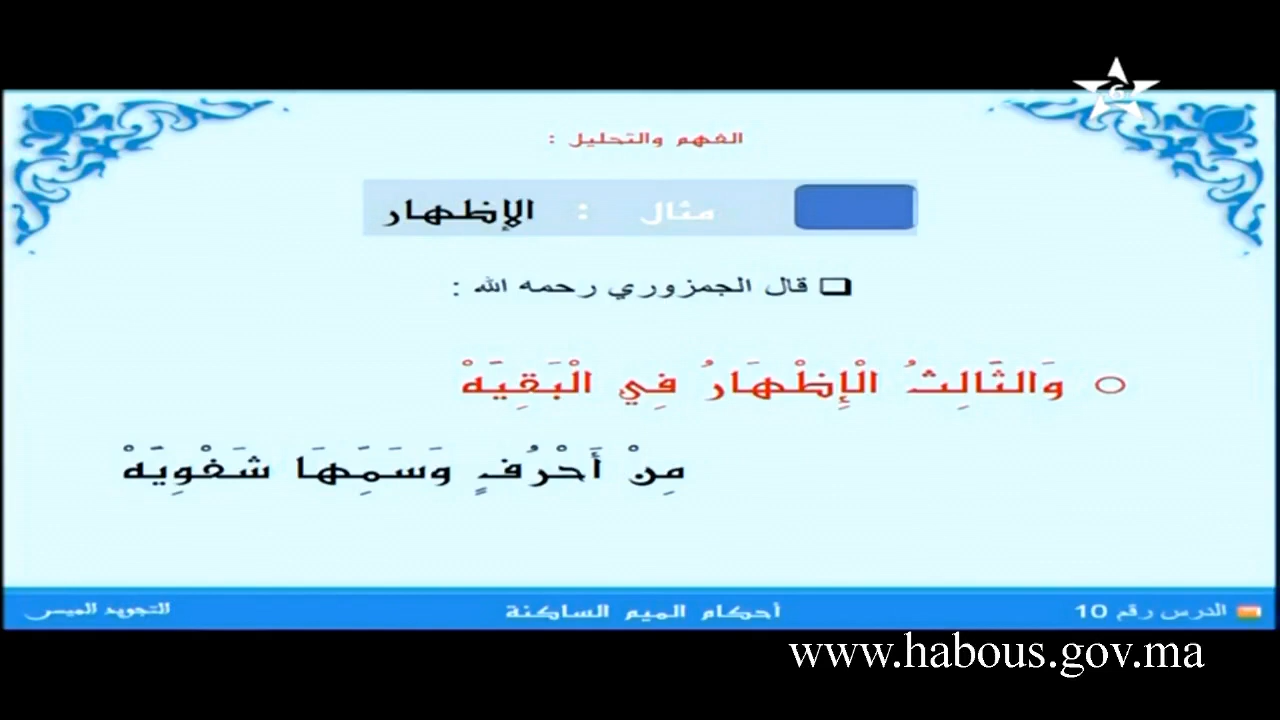 6
الفهم والتحليل :
مثال : الإظهار
قال الجمزوري رحمه الله :
وَالثَّالِثُ الْإِظْهَارُ فِي الْبَقِيَّهْ
مِنْ أَحْرُفٍ وَسَمِّهَا شَفْوِيَّهْ
الدرس رقم 10
أحكام الميم الساكنة
التجويد الميسر
www.habous.gov.ma